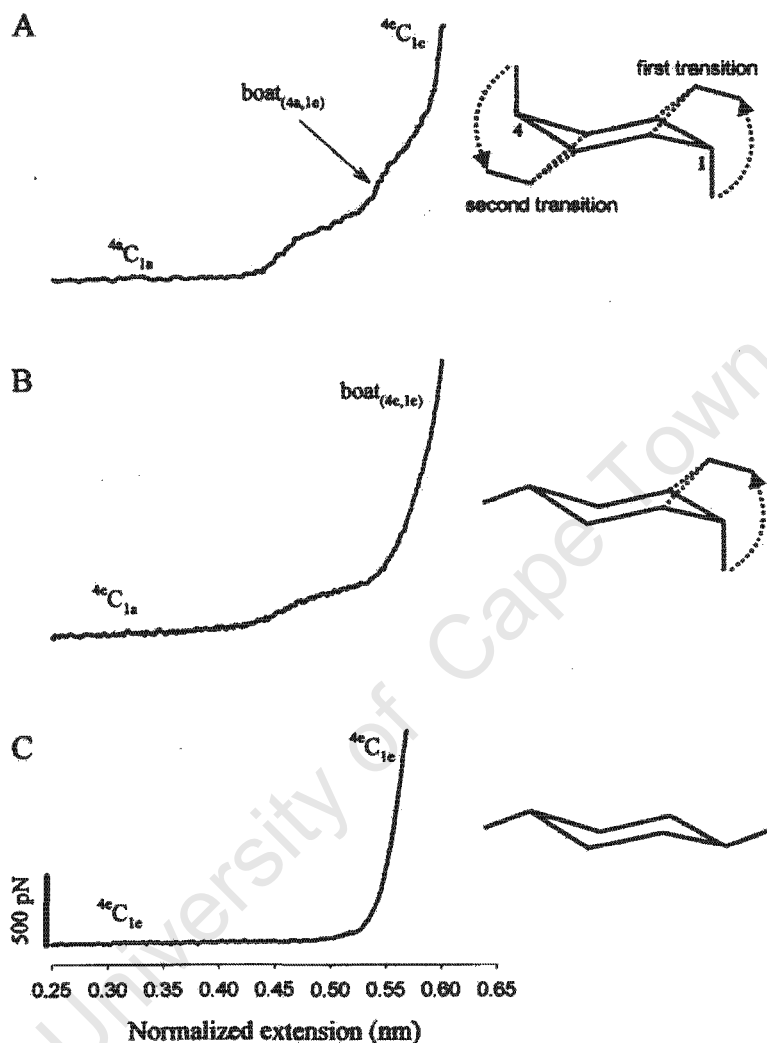 A
4eC1e
boat(4a,1e)
4aC1a
first transition
4
1
second transition
B
boat(4e,1e)
4eC1a
C
4eC1e
4eC1e
500 pN
0.25 0.30 0.35 0.40 0.45 0.50 0.55 0.60 0.65
Normalized extension (nm)
University of Cape Town